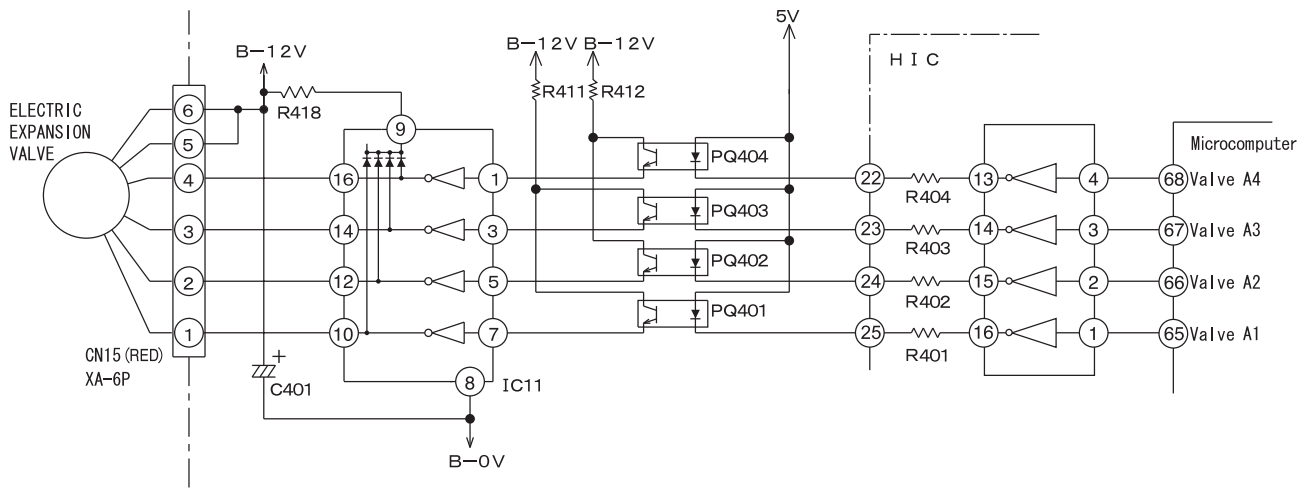 5V
B-12V
B-12V B-12V
HIC
R418
R411 R412
ELECTRIC
EXPANSION
VALVE
6
5
4
3
2
1
9
16
14
12
10
1
3
5
7
8
PQ404
PQ403
PQ402
PQ401
22
23
24
25
R404
R403
R402
R401
13
14
15
16
4
3
2
1
Microcomputer
68 Valve A4
67 Valve A3
66 Valve A2
65 Valve A1
CN15 (RED)
XA-6P
+
C401
IC11
B-0V